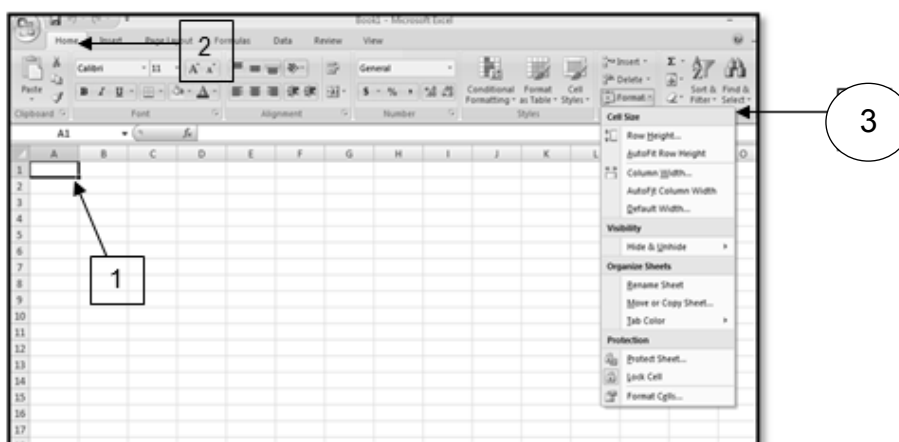 Book1 - Microsoft Excel
Home Insert Page Layout Formulas Data Review View
2
Calibri 11 A A General Insert Σ
Paste B I U A $ % , Conditional Formatting Format as Table Cell Styles Delete Format Sort & Filter Find & Select
Clipboard Font Alignment Number Styles
3
A1 fx
Cell Size
A B C D E F G H I J K L O
Row Height...
AutoFit Row Height
Column Width...
AutoFit Column Width
Default Width...
Visibility
Hide & Unhide
Organize Sheets
Rename Sheet
Move or Copy Sheet...
Tab Color
Protection
Protect Sheet...
Lock Cell
Format Cells...
1
1
2
3
4
5
6
7
8
9
10
11
12
13
14
15
16
17